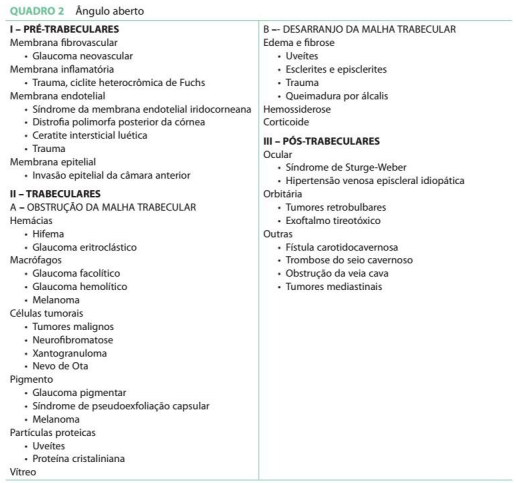 QUADRO 2 Ângulo aberto
I – PRÉ-TRABECULARES
Membrana fibrovascular
• Glaucoma neovascular
Membrana inflamatória
• Trauma, ciclite heterocrômica de Fuchs
Membrana endotelial
• Síndrome da membrana endotelial iridocorneana
• Distrofia polimorfa posterior da córnea
• Ceratite intersticial luética
• Trauma
Membrana epitelial
• Invasão epitelial da câmara anterior
II – TRABECULARES
A – OBSTRUÇÃO DA MALHA TRABECULAR
Hemácias
• Hifema
• Glaucoma eritroclástico
Macrófagos
• Glaucoma facolítico
• Glaucoma hemolítico
• Melanoma
Células tumorais
• Tumores malignos
• Neurofibromatose
• Xantogranuloma
• Nevo de Ota
Pigmento
• Glaucoma pigmentar
• Síndrome de pseudoexfoliação capsular
• Melanoma
Partículas proteicas
• Uveítes
• Proteína cristaliniana
Vítreo
B –- DESARRANJO DA MALHA TRABECULAR
Edema e fibrose
• Uveítes
• Esclerites e episclerites
• Trauma
• Queimadura por álcalis
Hemossiderose
Corticoide
III – PÓS-TRABECULARES
Ocular
• Síndrome de Sturge-Weber
• Hipertensão venosa episcleral idiopática
Orbitária
• Tumores retrobulbares
• Exoftalmo tireotóxico
Outras
• Fístula carotidocavernosa
• Trombose do seio cavernoso
• Obstrução da veia cava
• Tumores mediastinais